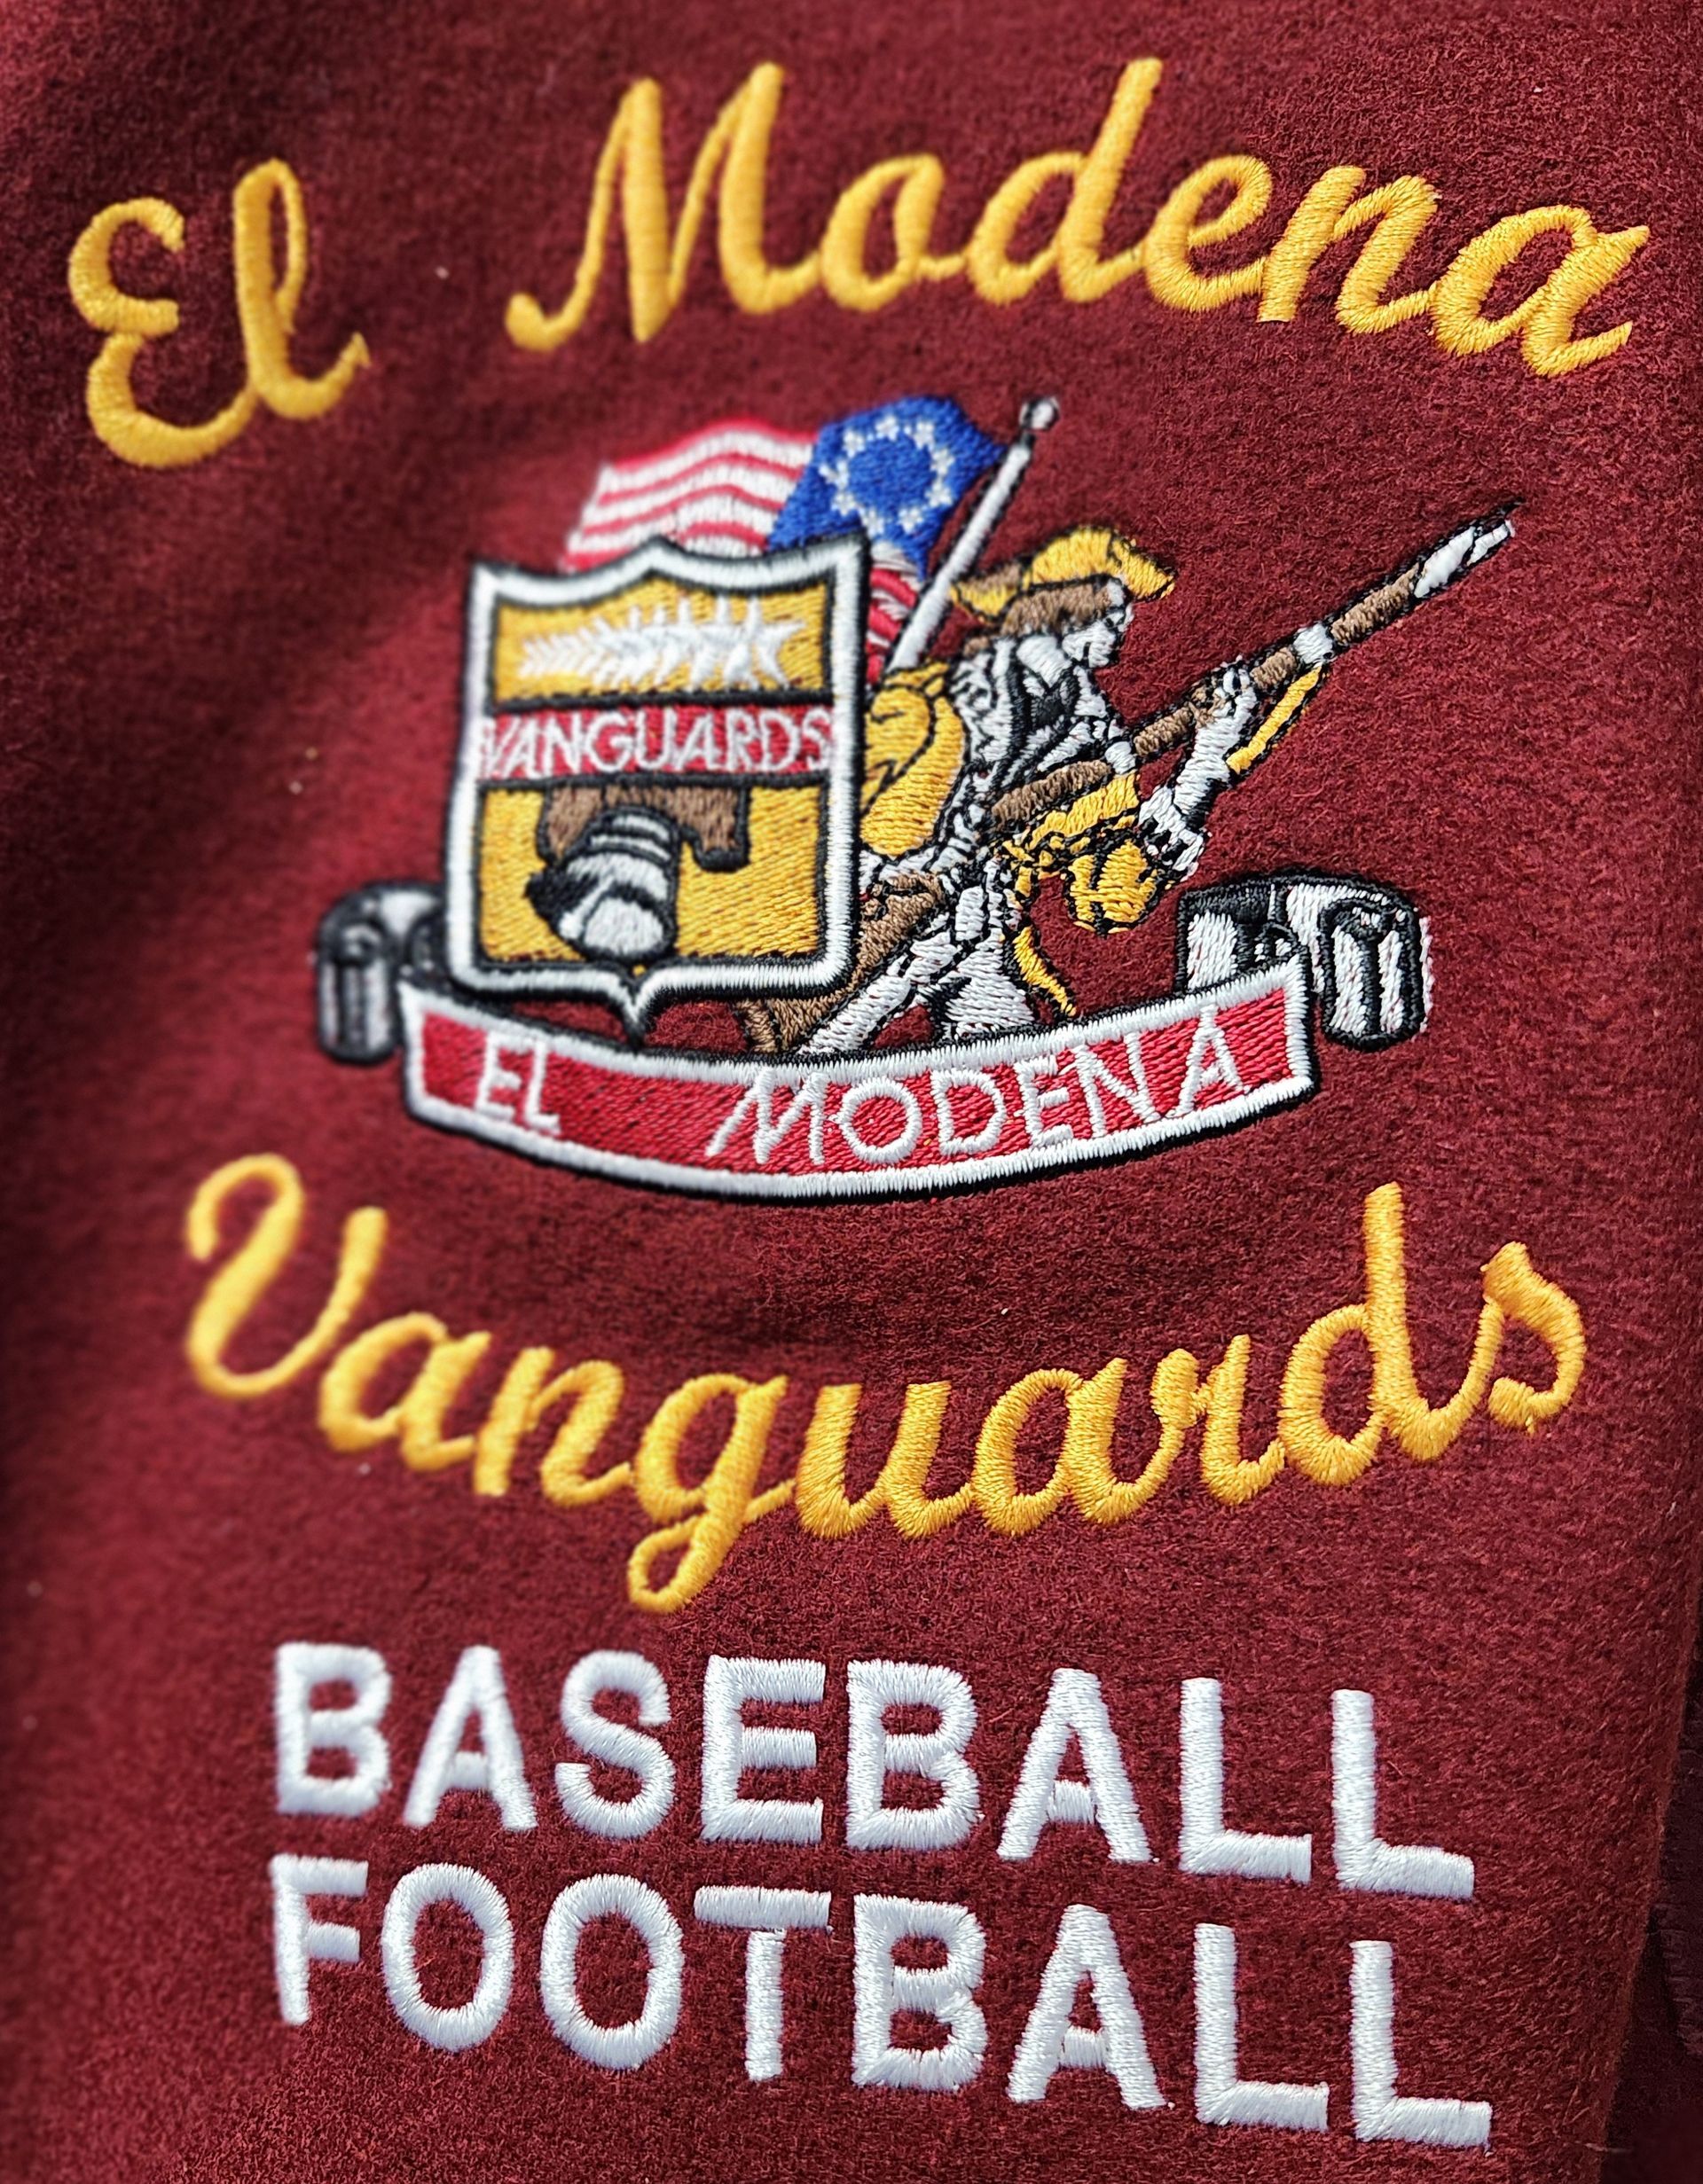 El Modena
VANGUARDS
EL MODENA
Vanguards
BASEBALL
FOOTBALL